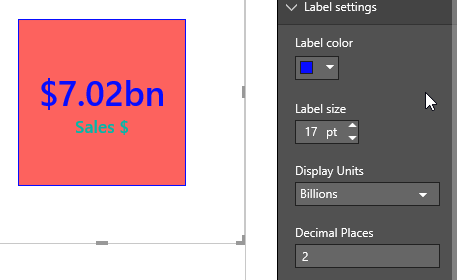 $7.02bn
Sales $
Label settings
Label color
Label size
17 pt
Display Units
Billions
Decimal Places
2